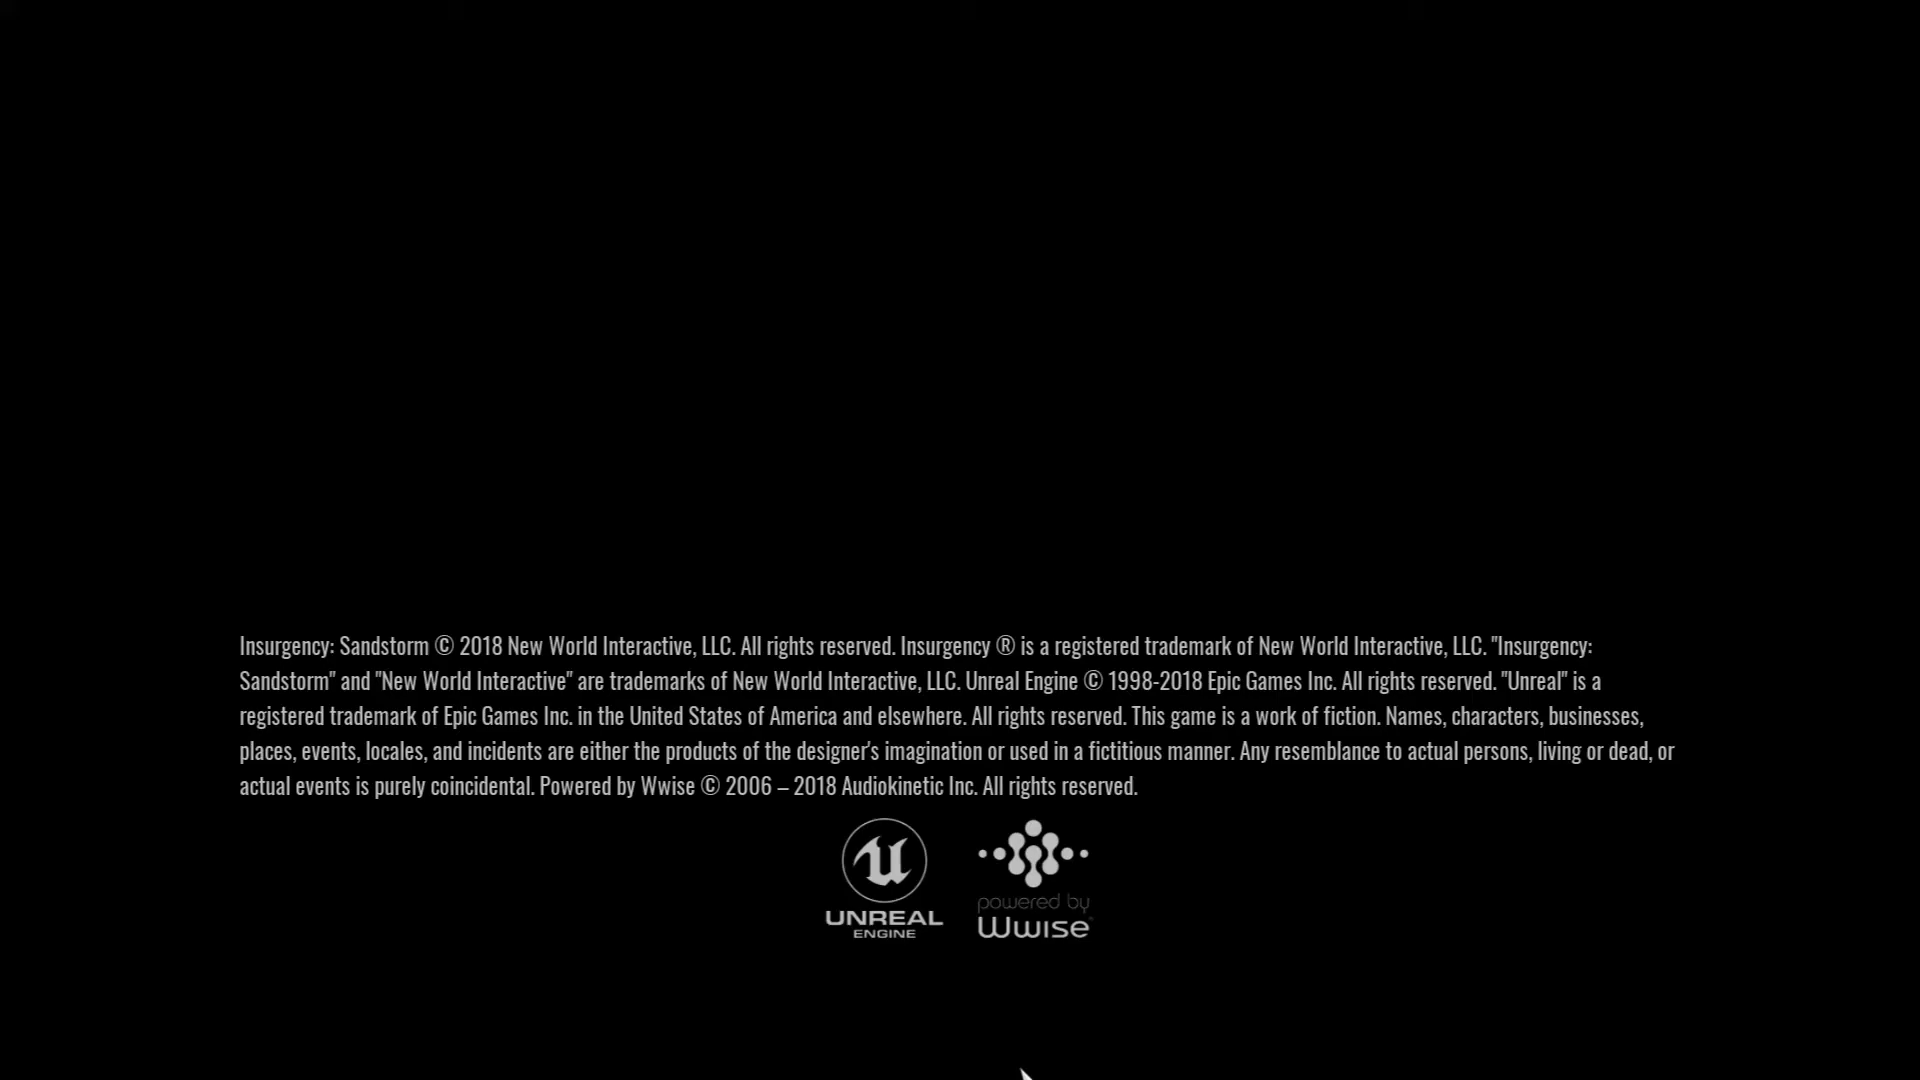 Insurgency: Sandstorm © 2018 New World Interactive, LLC. All rights reserved. Insurgency ® is a registered trademark of New World Interactive, LLC. "Insurgency:
Sandstorm" and "New World Interactive" are trademarks of New World Interactive, LLC. Unreal Engine © 1998-2018 Epic Games Inc. All rights reserved. "Unreal" is a
registered trademark of Epic Games Inc. in the United States of America and elsewhere. All rights reserved. This game is a work of fiction. Names, characters, businesses,
places, events, locales, and incidents are either the products of the designer's imagination or used in a fictitious manner. Any resemblance to actual persons, living or dead, or
actual events is purely coincidental. Powered by Wwise © 2006 – 2018 Audiokinetic Inc. All rights reserved.
UNREAL
ENGINE
powered by
Wwise